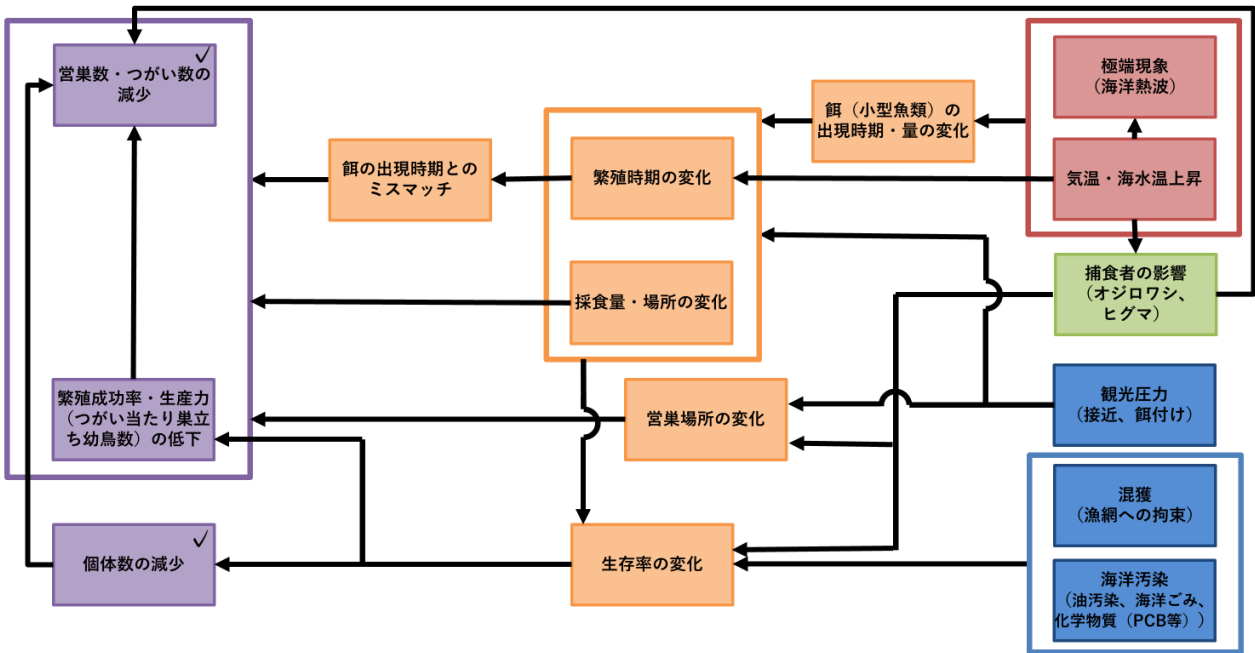 営巣数・つがい数の
減少
✓
繁殖成功率・生産力
（つがい当たり巣立
ち幼鳥数）の低下
個体数の減少
✓
餌の出現時期との
ミスマッチ
繁殖時期の変化
採食量・場所の変化
営巣場所の変化
生存率の変化
餌（小型魚類）の
出現時期・量の変化
極端現象
（海洋熱波）
気温・海水温上昇
捕食者の影響
（オジロワシ、
ヒグマ）
観光圧力
（接近、餌付け）
混獲
（漁網への拘束）
海洋汚染
（油汚染、海洋ごみ、
化学物質（PCB等））